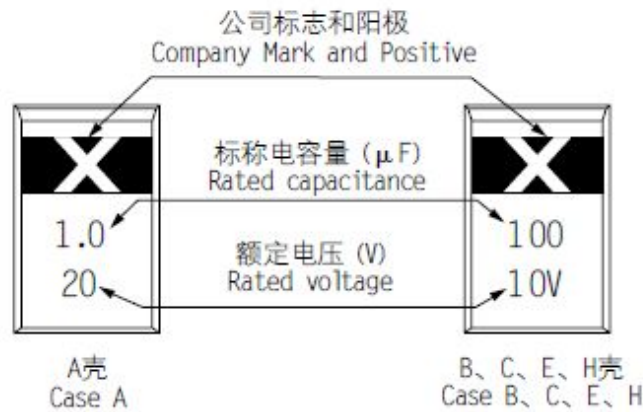 公司标志和阳极
Company Mark and Positive
X
X
标称电容量 (μF)
Rated capacitance
1.0
100
额定电压 (V)
Rated voltage
20
10V
A壳
Case A
B、C、E、H壳
Case B、C、E、H